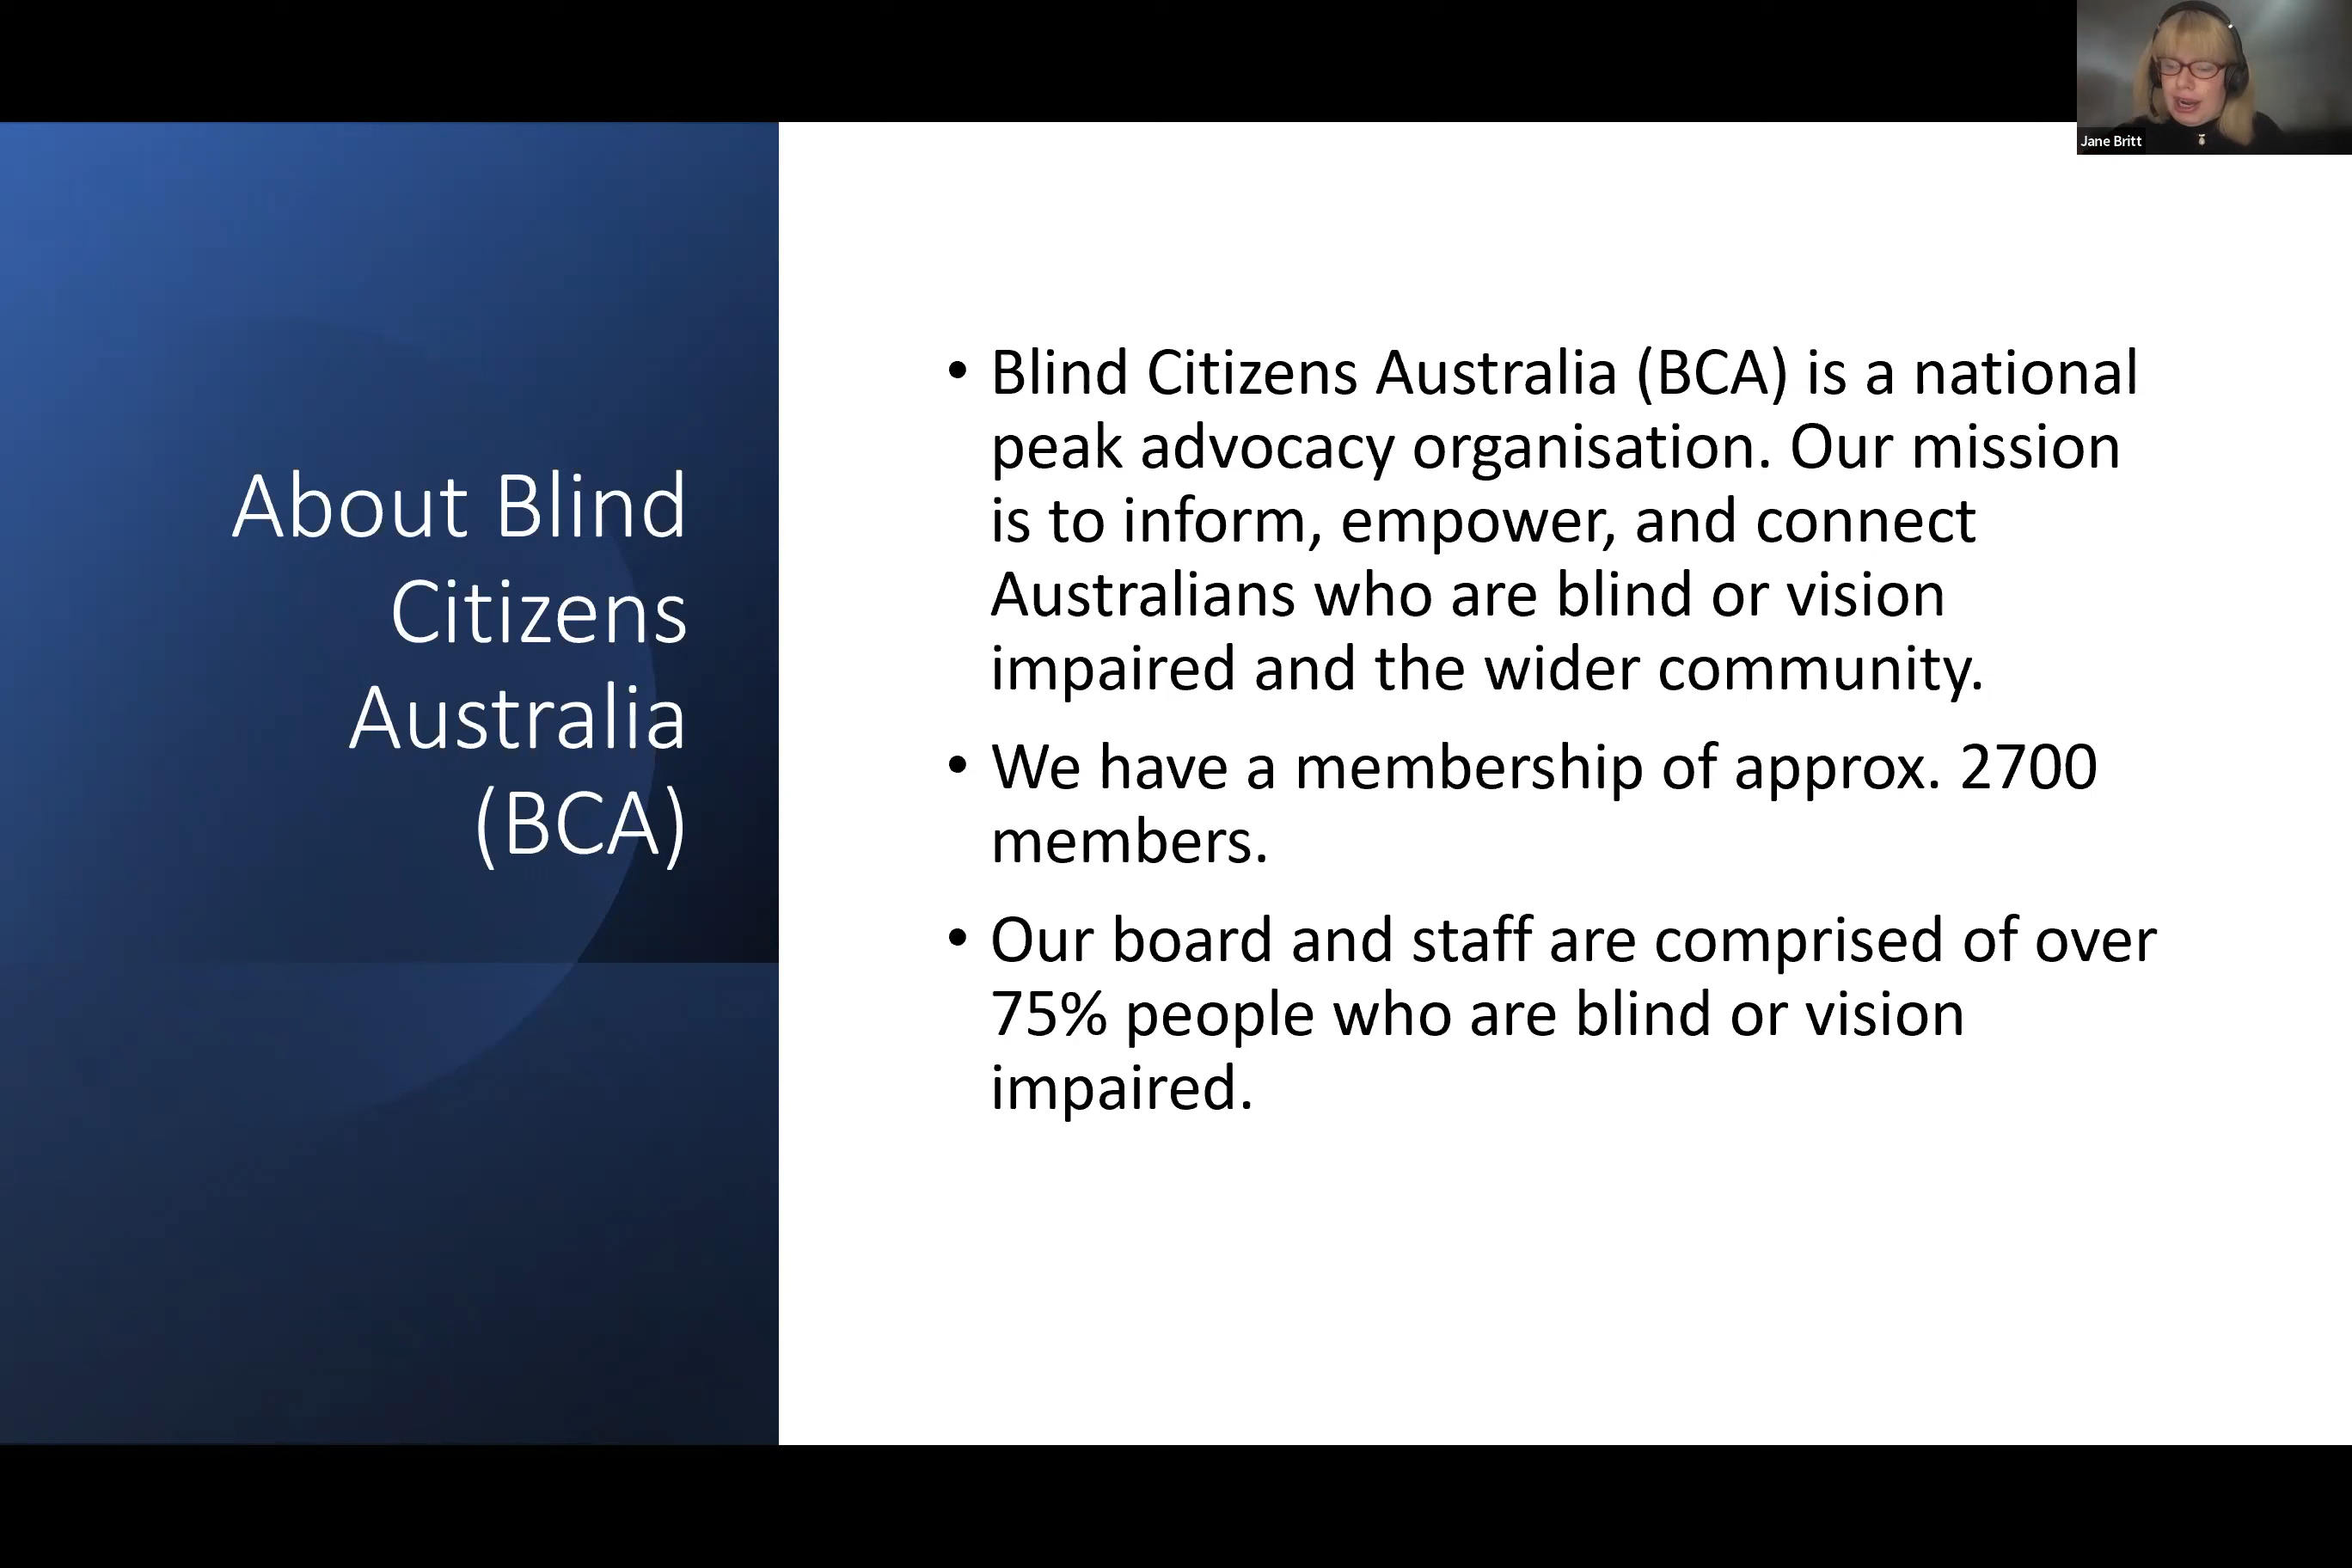 About Blind
Citizens
Australia
(BCA)
• Blind Citizens Australia (BCA) is a national
peak advocacy organisation. Our mission
is to inform, empower, and connect
Australians who are blind or vision
impaired and the wider community.
• We have a membership of approx. 2700
members.
• Our board and staff are comprised of over
75% people who are blind or vision
impaired.
Jane Britt